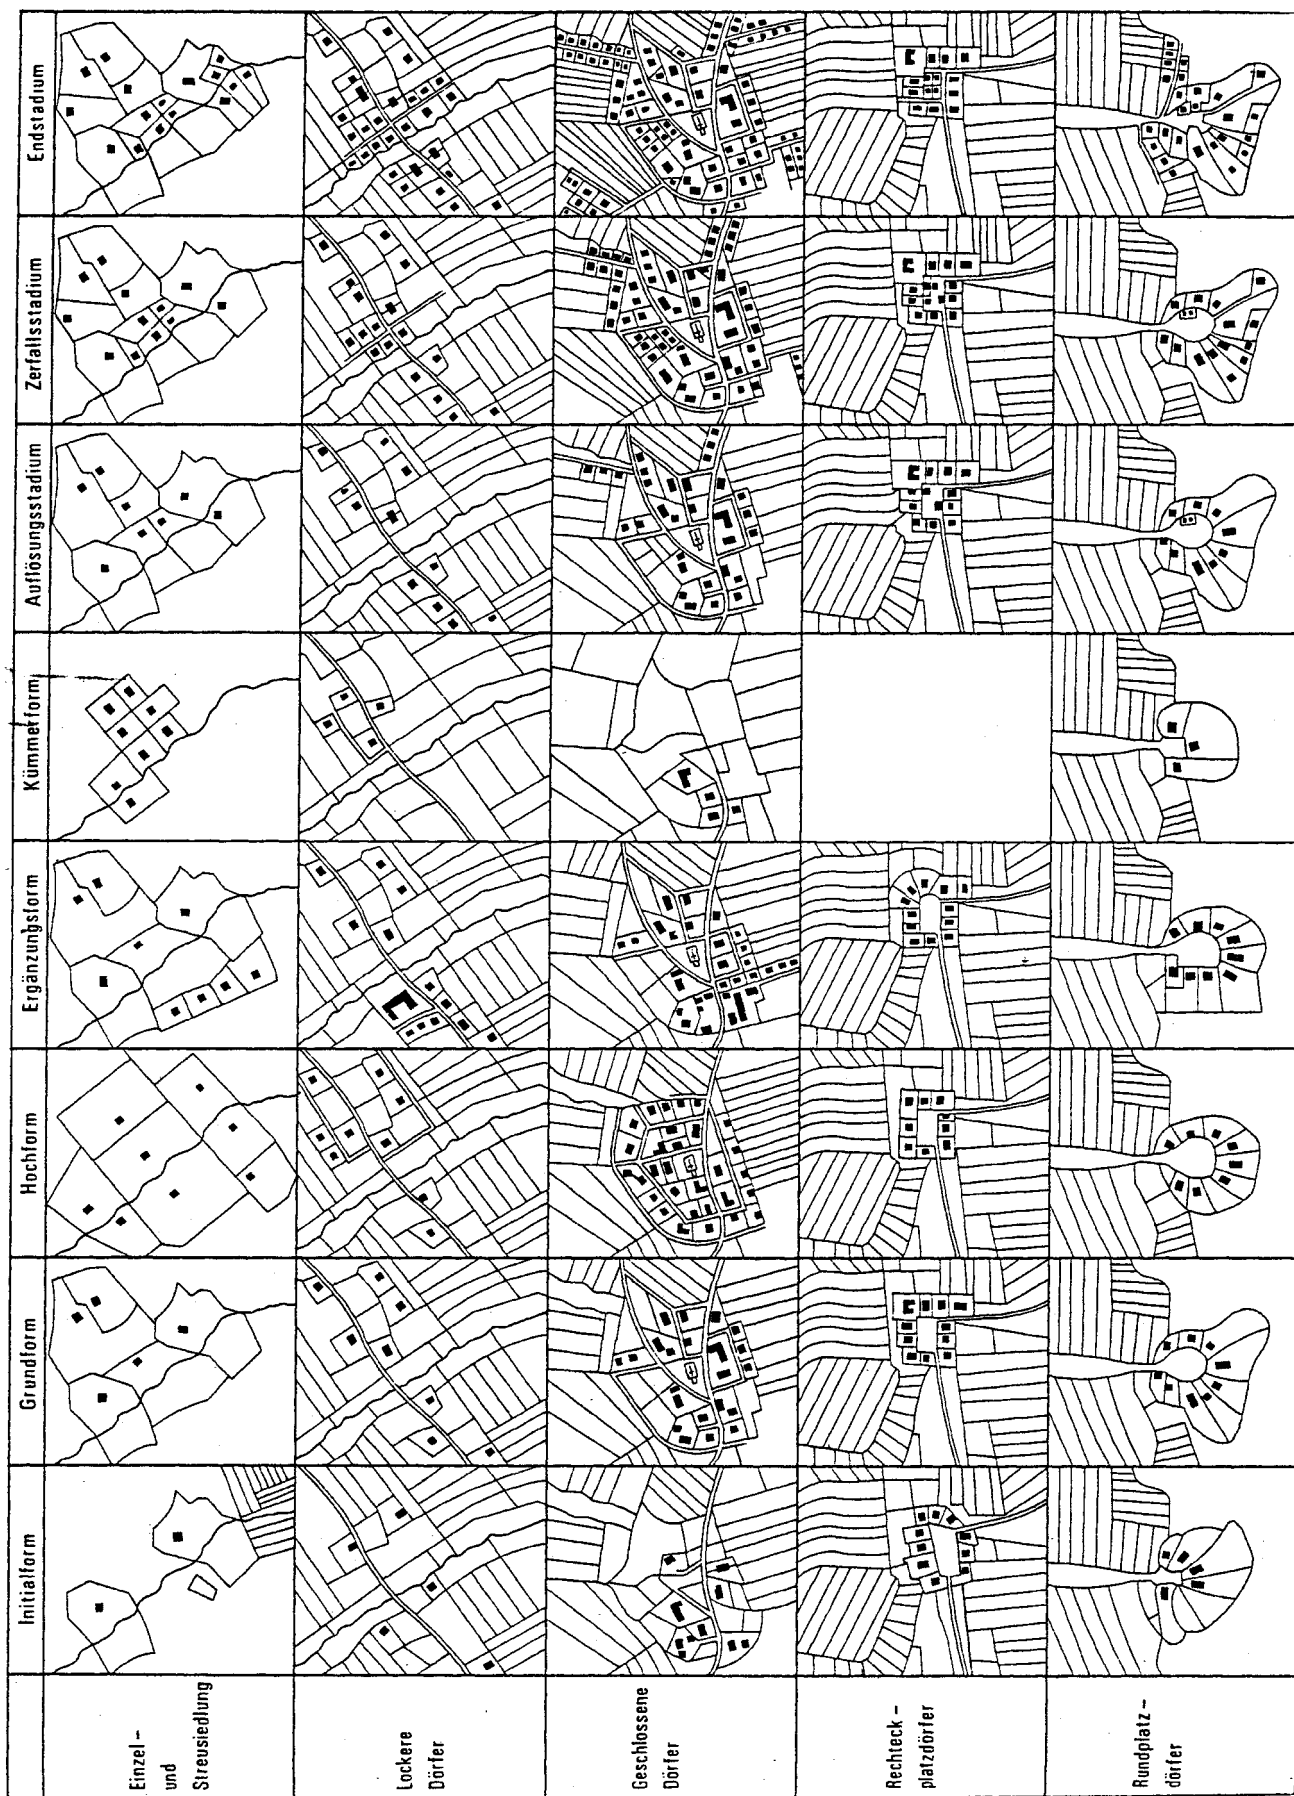 Initialform
Grundform
Hochform
Ergänzungsform
Kümmerform
Auflösungsstadium
Zerfallsstadium
Endstadium
Einzel –
und
Streusiedlung
Lockere
Dörfer
Geschlossene
Dörfer
Rechteck –
platzdörfer
Rundplatz –
dörfer